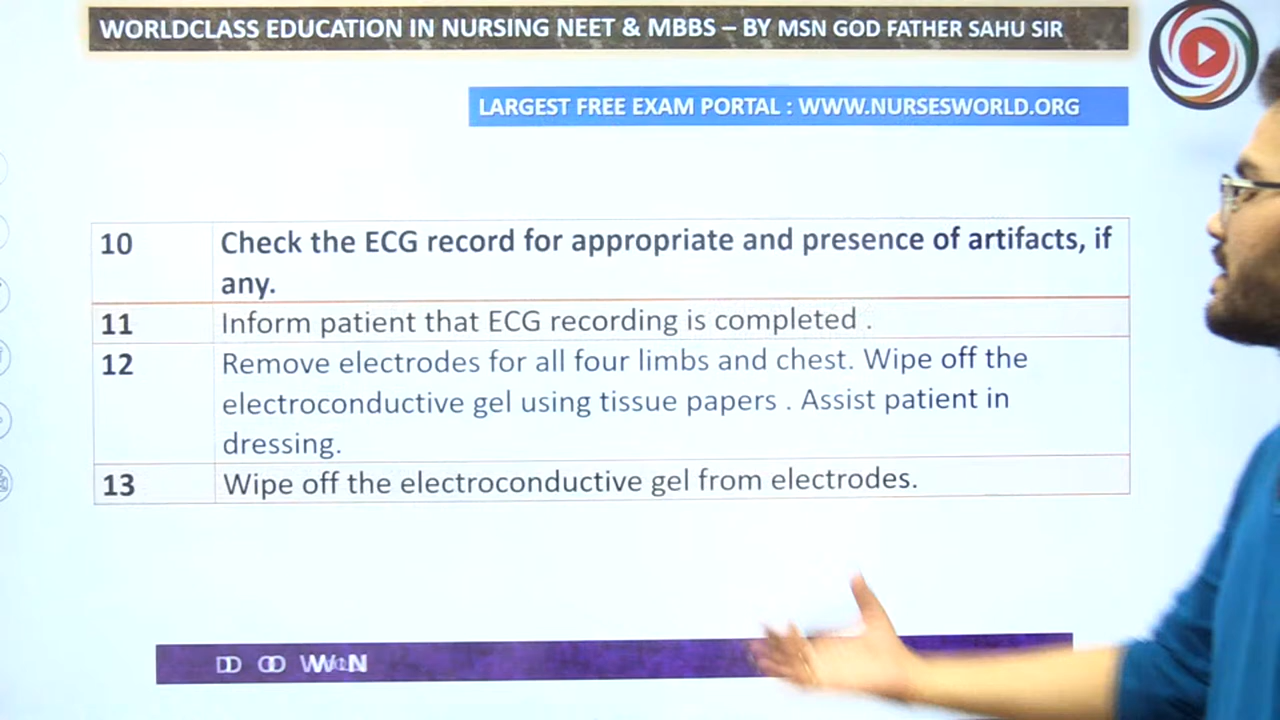 WORLDCLASS EDUCATION IN NURSING NEET & MBBS – BY MSN GOD FATHER SAHU SIR
LARGEST FREE EXAM PORTAL : WWW.NURSESWORLD.ORG
10 Check the ECG record for appropriate and presence of artifacts, if
any.
11 Inform patient that ECG recording is completed .
12 Remove electrodes for all four limbs and chest. Wipe off the
electroconductive gel using tissue papers . Assist patient in
dressing.
13 Wipe off the electroconductive gel from electrodes.